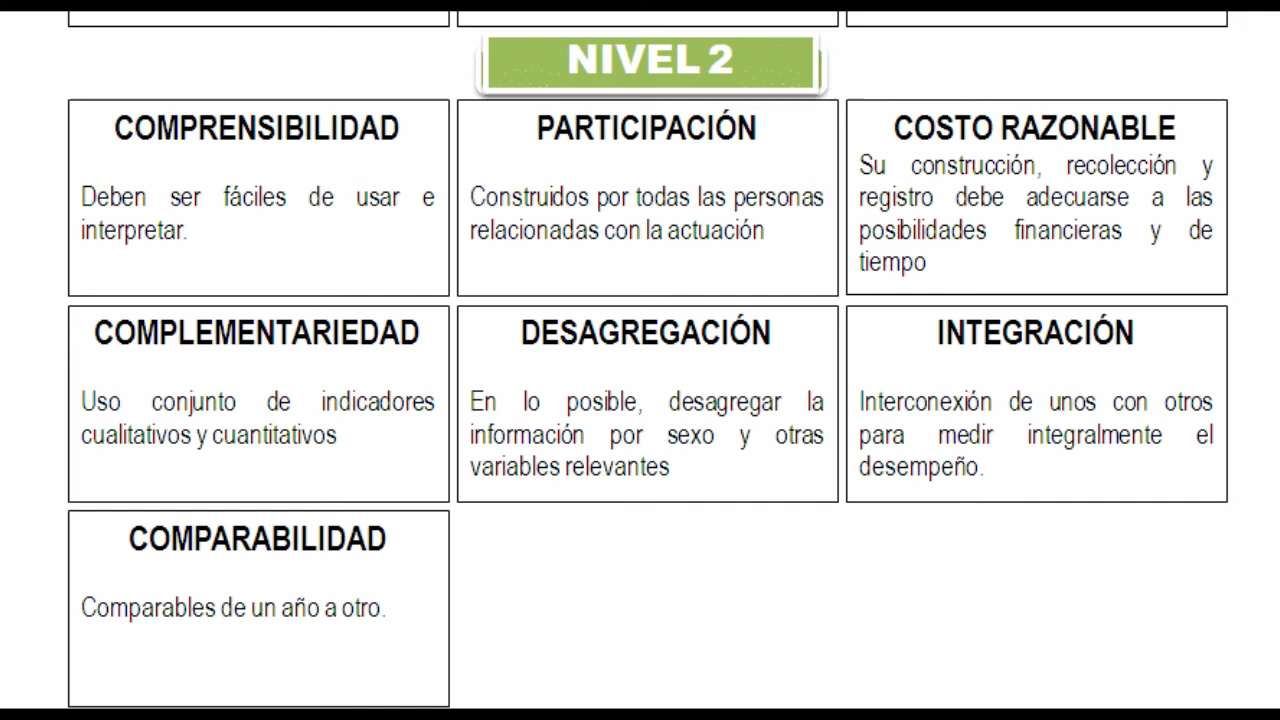 NIVEL 2
COMPRENSIBILIDAD
Deben ser fáciles de usar e
interpretar.
PARTICIPACIÓN
Construidos por todas las personas
relacionadas con la actuación
COSTO RAZONABLE
Su construcción, recolección y
registro debe adecuarse a las
posibilidades financieras y de
tiempo
COMPLEMENTARIEDAD
Uso conjunto de indicadores
cualitativos y cuantitativos
DESAGREGACIÓN
En lo posible, desagregar la
información por sexo y otras
variables relevantes
INTEGRACIÓN
Interconexión de unos con otros
para medir integralmente el
desempeño.
COMPARABILIDAD
Comparables de un año a otro.